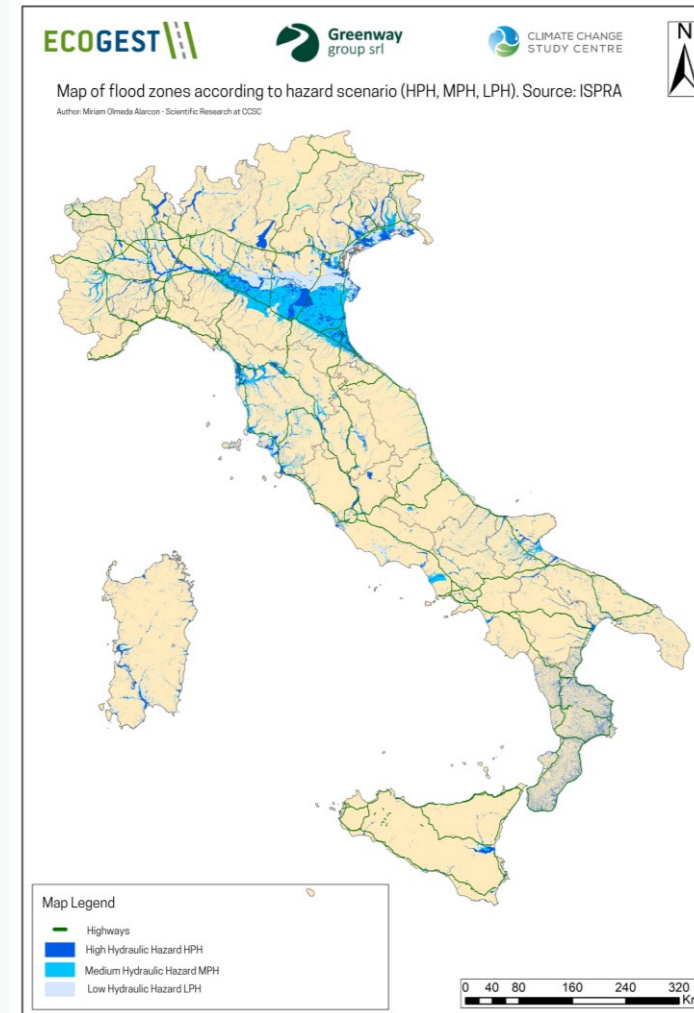 ECOGEST
Greenway
group srl
CLIMATE CHANGE
STUDY CENTRE
N
Map of flood zones according to hazard scenario (HPH, MPH, LPH). Source: ISPRA
Author: Miriam Olmeda Alarcon - Scientific Research at CCSC
Map Legend
Highways
High Hydraulic Hazard HPH
Medium Hydraulic Hazard MPH
Low Hydraulic Hazard LPH
0 40 80 160 240 320
Km